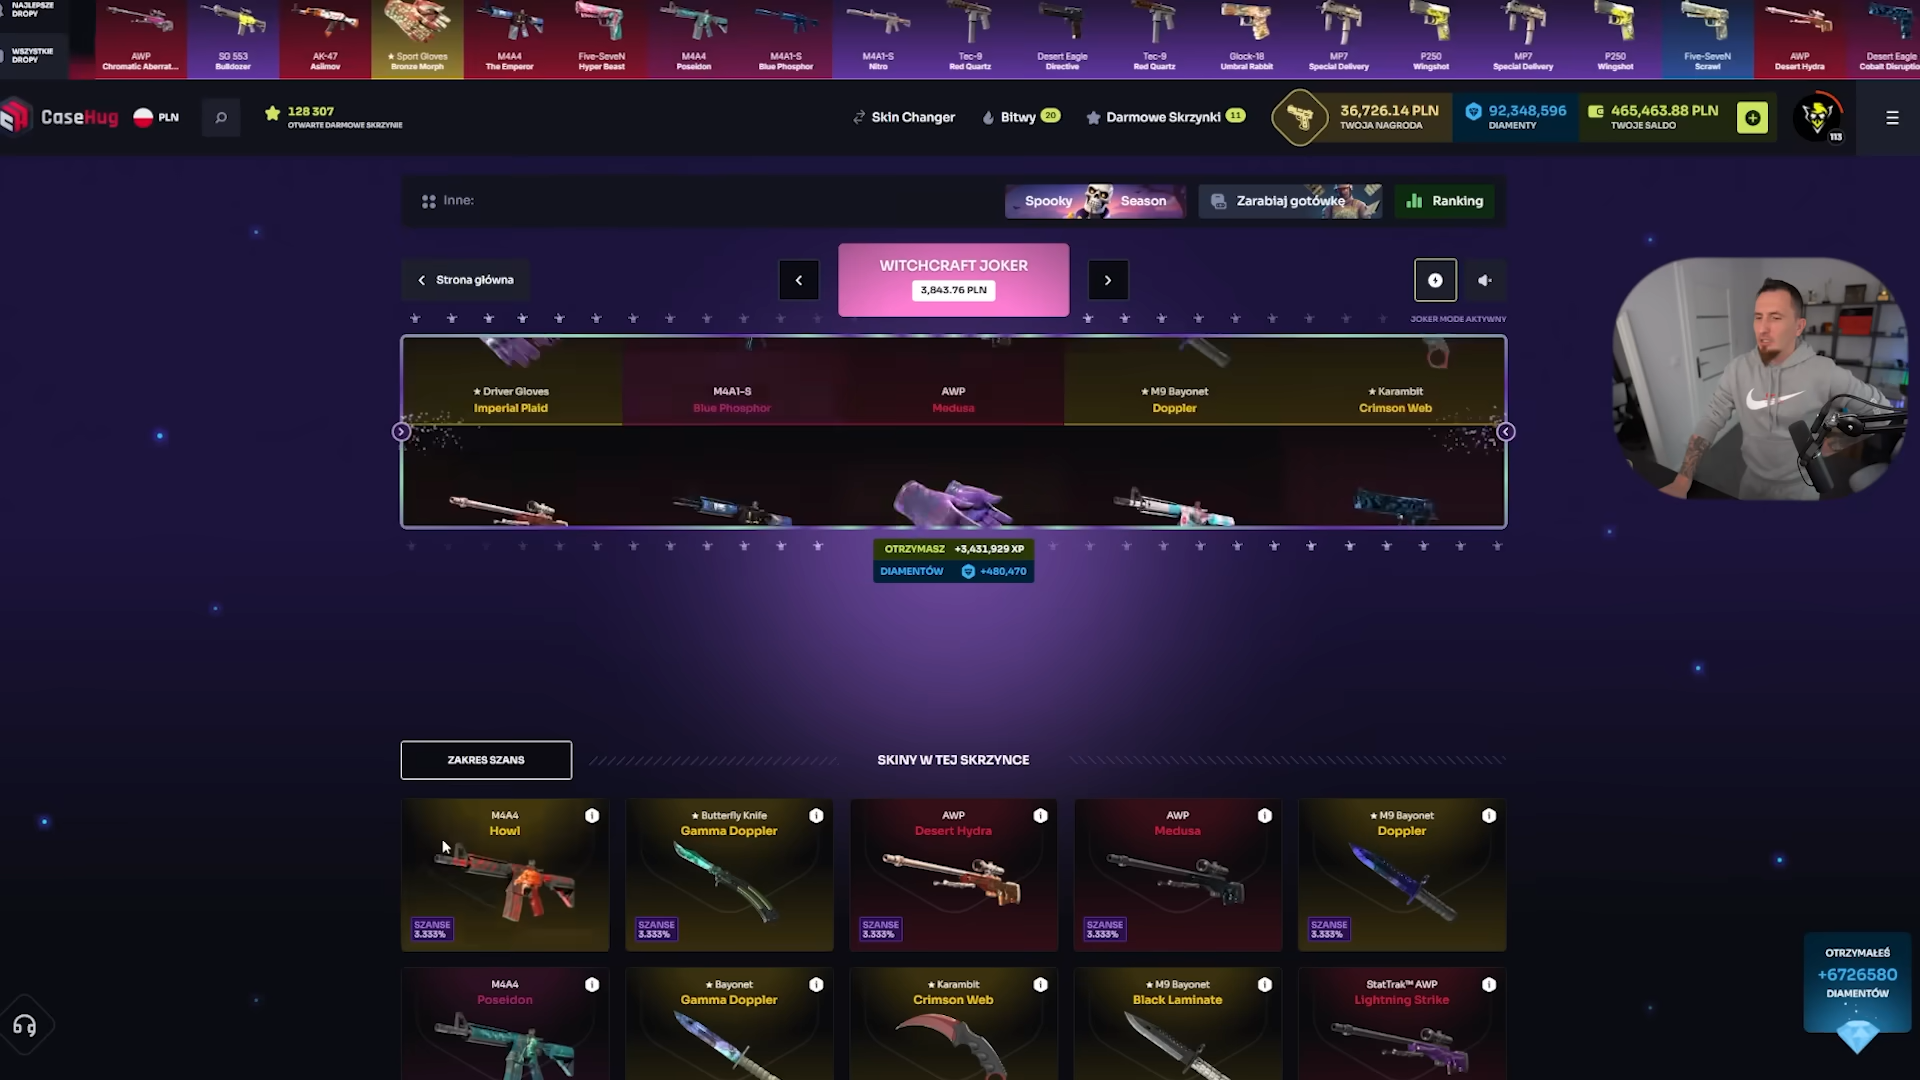 NAJLEPSZE
DROPY
WSZYSTKIE
DROPY
AWP
Chromatic Aberrat...
SG 553
Bulldozer
AK-47
Asiimov
★ Sport Gloves
Bronze Morph
M4A4
The Emperor
Five-SeveN
Hyper Beast
M4A4
Poseidon
M4A1-S
Blue Phosphor
M4A1-S
Nitro
Tec-9
Red Quartz
Desert Eagle
Directive
Tec-9
Red Quartz
Glock-18
Umbral Rabbit
MP7
Special Delivery
P250
Wingshot
MP7
Special Delivery
P250
Wingshot
Five-SeveN
Scrawl
AWP
Desert Hydra
Desert Eagle
Cobalt Disruptio
CaseHug
PLN
128 307
OTWARTE DARMOWE SKRZYNIE
Skin Changer
Bitwy 20
Darmowe Skrzynki 11
36,726.14 PLN
TWOJA NAGRODA
92,348,596
DIAMENTY
465,463.88 PLN
TWOJE SALDO
113
Inne:
Spooky Season
Zarabiaj gotówkę
Ranking
Strona główna
WITCHCRAFT JOKER
3,843.76 PLN
JOKER MODE AKTYWNY
★ Driver Gloves
Imperial Plaid
M4A1-S
Blue Phosphor
AWP
Medusa
★ M9 Bayonet
Doppler
★ Karambit
Crimson Web
OTRZYMASZ +3,431,929 XP
DIAMENTÓW +480,470
ZAKRES SZANS
SKINY W TEJ SKRZYNCE
M4A4
Howl
SZANSE
3.333%
★ Butterfly Knife
Gamma Doppler
SZANSE
3.333%
AWP
Desert Hydra
SZANSE
3.333%
AWP
Medusa
SZANSE
3.333%
★ M9 Bayonet
Doppler
SZANSE
3.333%
M4A4
Poseidon
★ Bayonet
Gamma Doppler
★ Karambit
Crimson Web
★ M9 Bayonet
Black Laminate
StatTrak™ AWP
Lightning Strike
OTRZYMAŁEŚ
+6726580
DIAMENTÓW